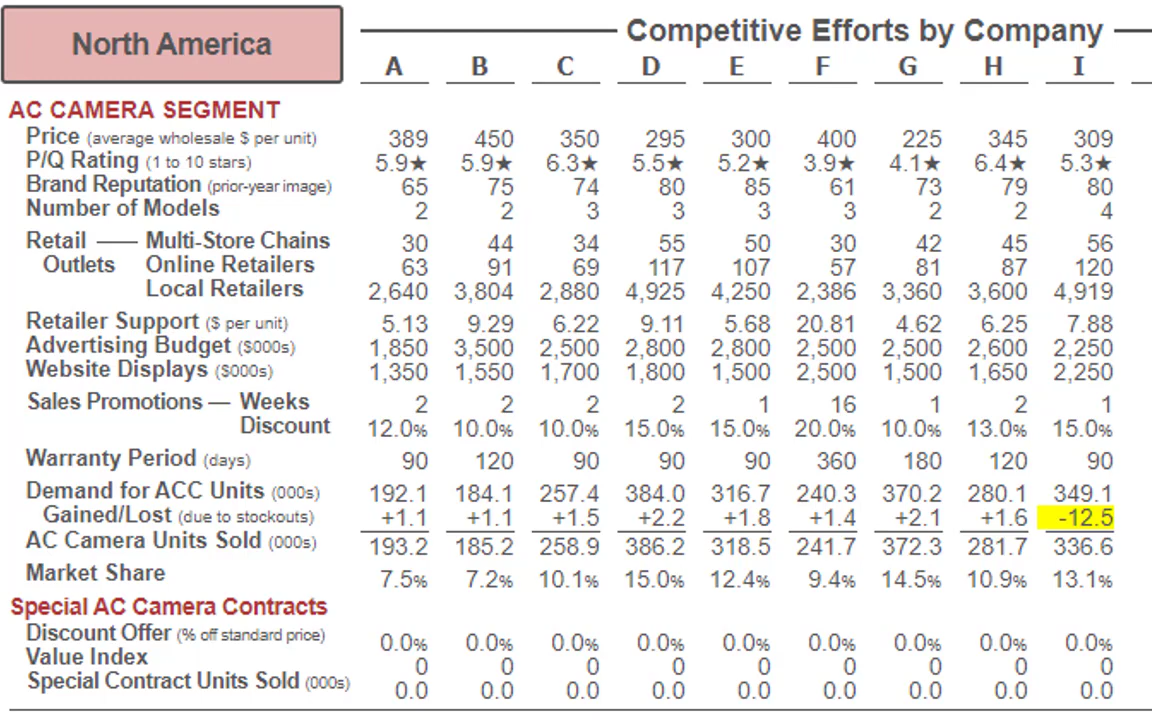 North America
Competitive Efforts by Company
A B C D E F G H I
AC CAMERA SEGMENT
Price (average wholesale $ per unit) 389 450 350 295 300 400 225 345 309
P/Q Rating (1 to 10 stars) 5.9★ 5.9★ 6.3★ 5.5★ 5.2★ 3.9★ 4.1★ 6.4★ 5.3★
Brand Reputation (prior-year image) 65 75 74 80 85 61 73 79 80
Number of Models 2 2 3 3 3 3 2 2 4
Retail Multi-Store Chains 30 44 34 55 50 30 42 45 56
Outlets Online Retailers 63 91 69 117 107 57 81 87 120
Local Retailers 2,640 3,804 2,880 4,925 4,250 2,386 3,360 3,600 4,919
Retailer Support ($ per unit) 5.13 9.29 6.22 9.11 5.68 20.81 4.62 6.25 7.88
Advertising Budget ($000s) 1,850 3,500 2,500 2,800 2,800 2,500 2,500 2,600 2,250
Website Displays ($000s) 1,350 1,550 1,700 1,800 1,500 2,500 1,500 1,650 2,250
Sales Promotions — Weeks 2 2 2 2 1 16 1 2 1
Discount 12.0% 10.0% 10.0% 15.0% 15.0% 20.0% 10.0% 13.0% 15.0%
Warranty Period (days) 90 120 90 90 90 360 180 120 90
Demand for ACC Units (000s) 192.1 184.1 257.4 384.0 316.7 240.3 370.2 280.1 349.1
Gained/Lost (due to stockouts) +1.1 +1.1 +1.5 +2.2 +1.8 +1.4 +2.1 +1.6 -12.5
AC Camera Units Sold (000s) 193.2 185.2 258.9 386.2 318.5 241.7 372.3 281.7 336.6
Market Share 7.5% 7.2% 10.1% 15.0% 12.4% 9.4% 14.5% 10.9% 13.1%
Special AC Camera Contracts
Discount Offer (% off standard price) 0.0% 0.0% 0.0% 0.0% 0.0% 0.0% 0.0% 0.0% 0.0%
Value Index 0 0 0 0 0 0 0 0 0
Special Contract Units Sold (000s) 0.0 0.0 0.0 0.0 0.0 0.0 0.0 0.0 0.0